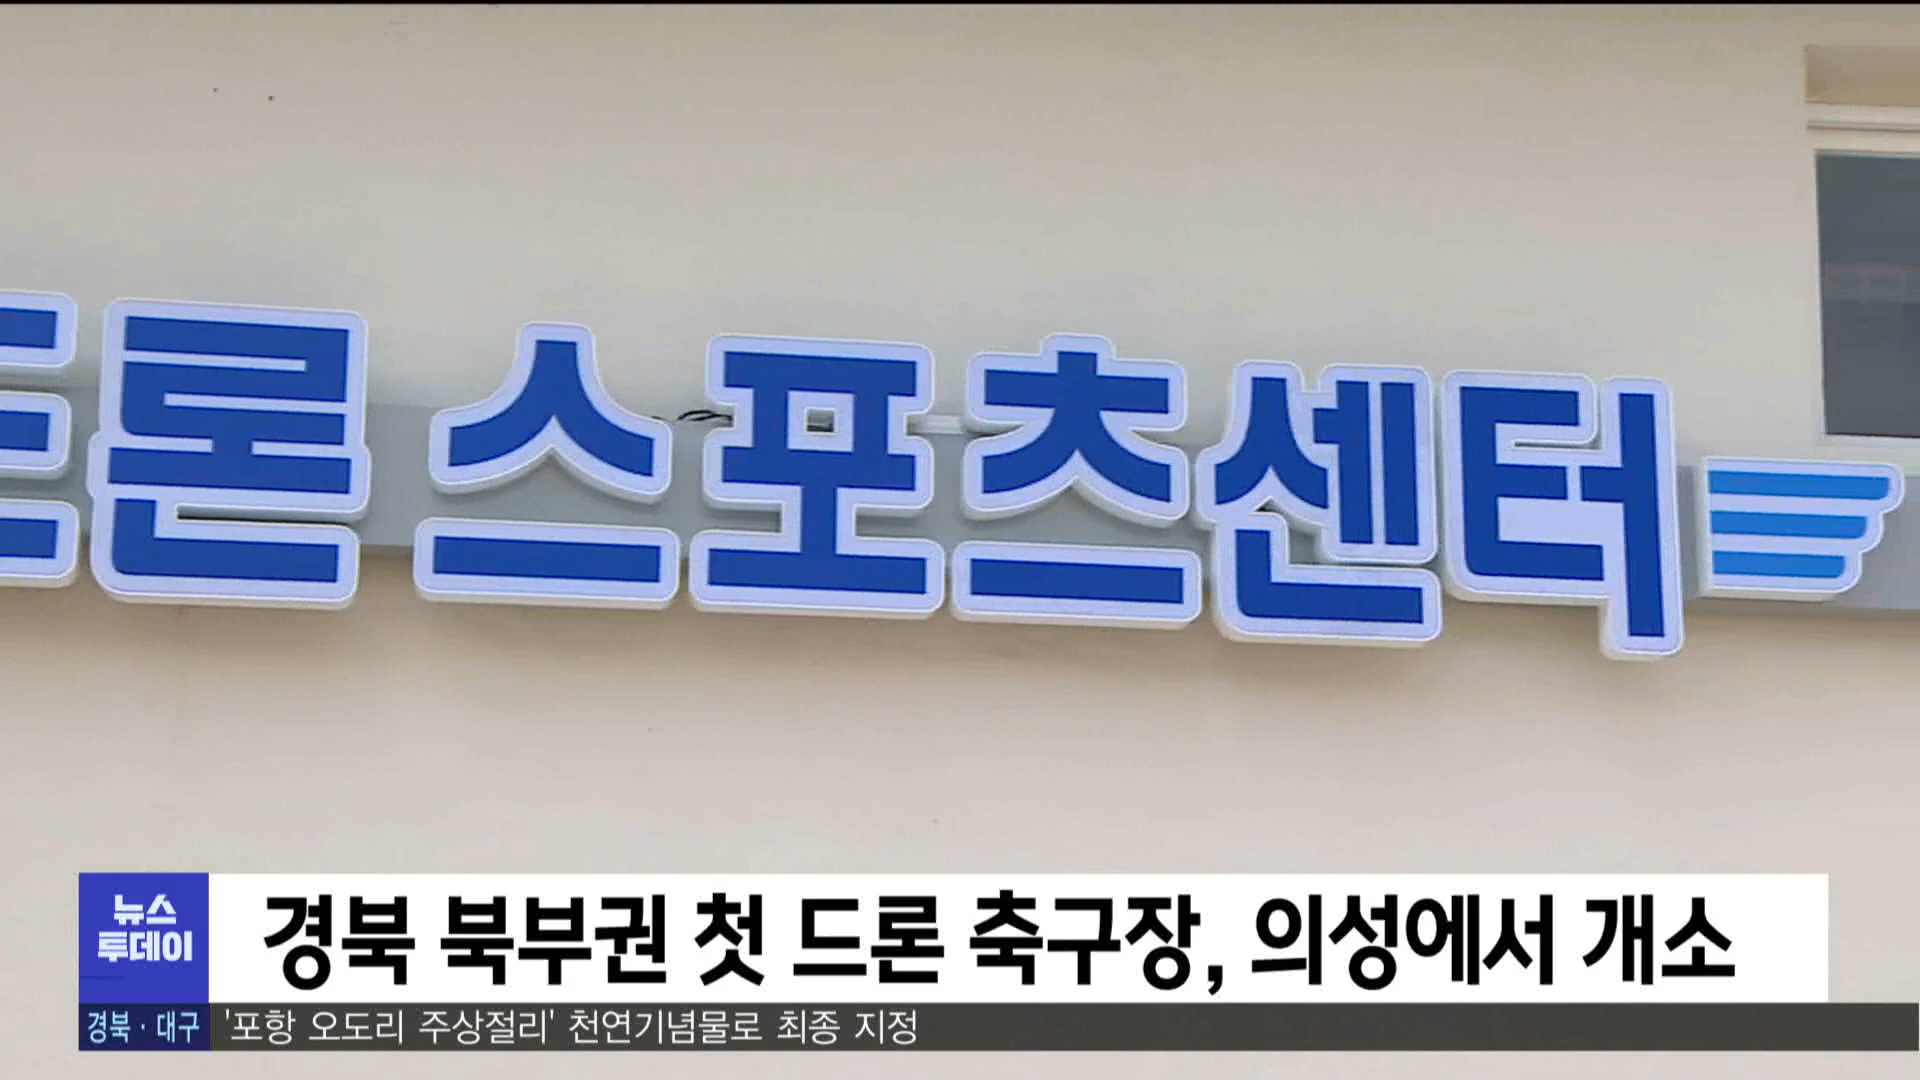 드론 스포츠센터
뉴스
투데이
경북 북부권 첫 드론 축구장, 의성에서 개소
경북·대구 '포항 오도리 주상절리' 천연기념물로 최종 지정